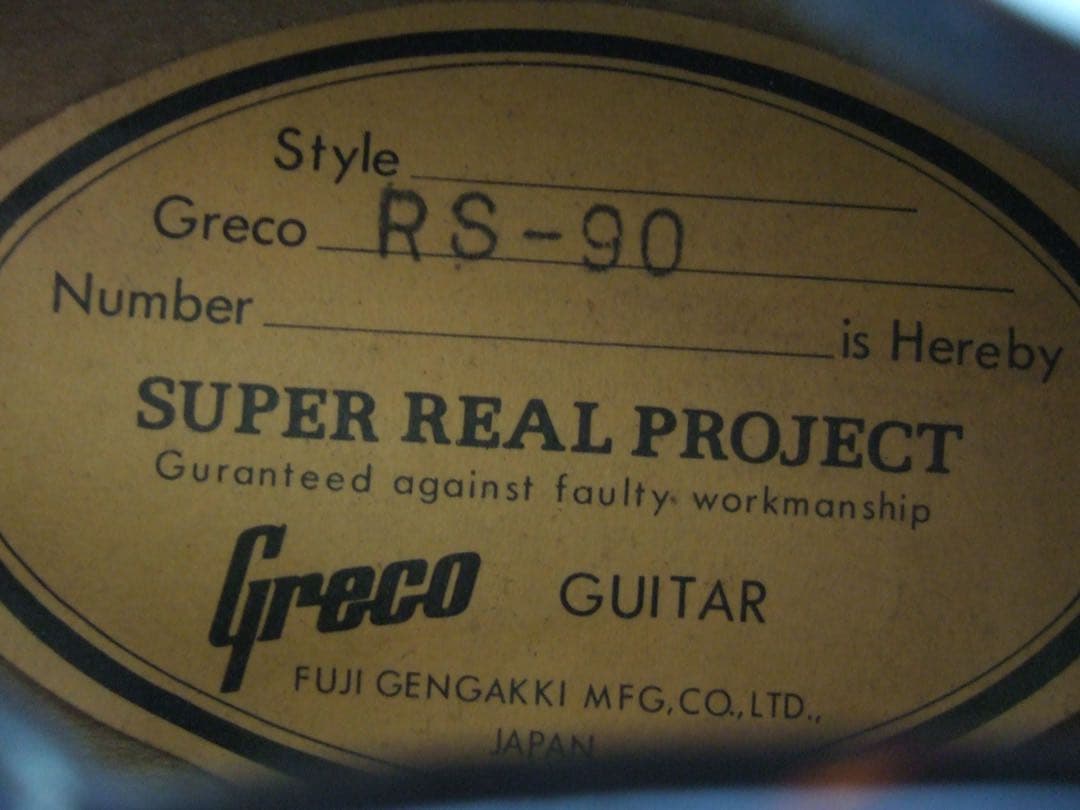 Style
Greco RS-90
Number is Hereby
SUPER REAL PROJECT
Guranteed against faulty workmanship
Greco GUITAR
FUJI GENGAKKI MFG,CO.,LTD.,
JAPAN